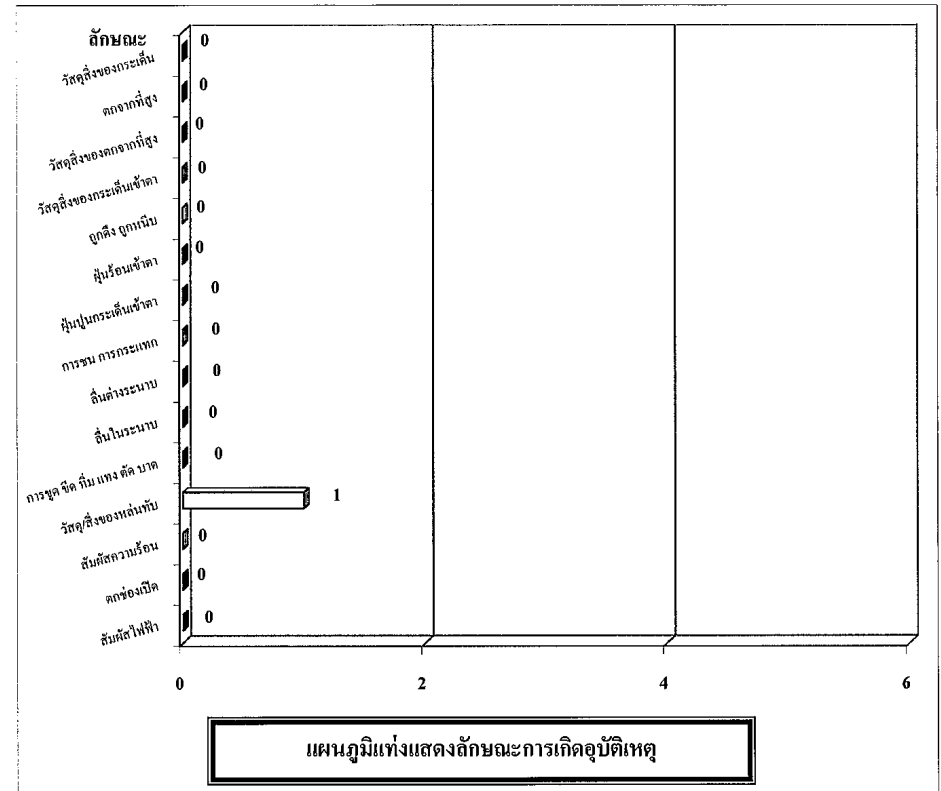 ลักษณะ
วัสดุสิ่งของกระเด็น 0
ตกจากที่สูง 0
วัสดุสิ่งของตกจากที่สูง 0
วัสดุสิ่งของกระเด็นเข้าตา 0
ถูกดึง ถูกหนีบ 0
ฝุ่นร้อนเข้าตา 0
ฝุ่นปูนกระเด็นเข้าตา 0
การชน การกระแทก 0
ลื่นต่างระนาบ 0
ลื่นในระนาบ 0
การขูด ขีด ทิ่ม แทง ตัด บาด 0
วัสดุ/สิ่งของหล่นทับ 1
สัมผัสความร้อน 0
ตกช่องเปิด 0
สัมผัสไฟฟ้า 0
0 2 4 6
แผนภูมิแท่งแสดงลักษณะการเกิดอุบัติเหตุ